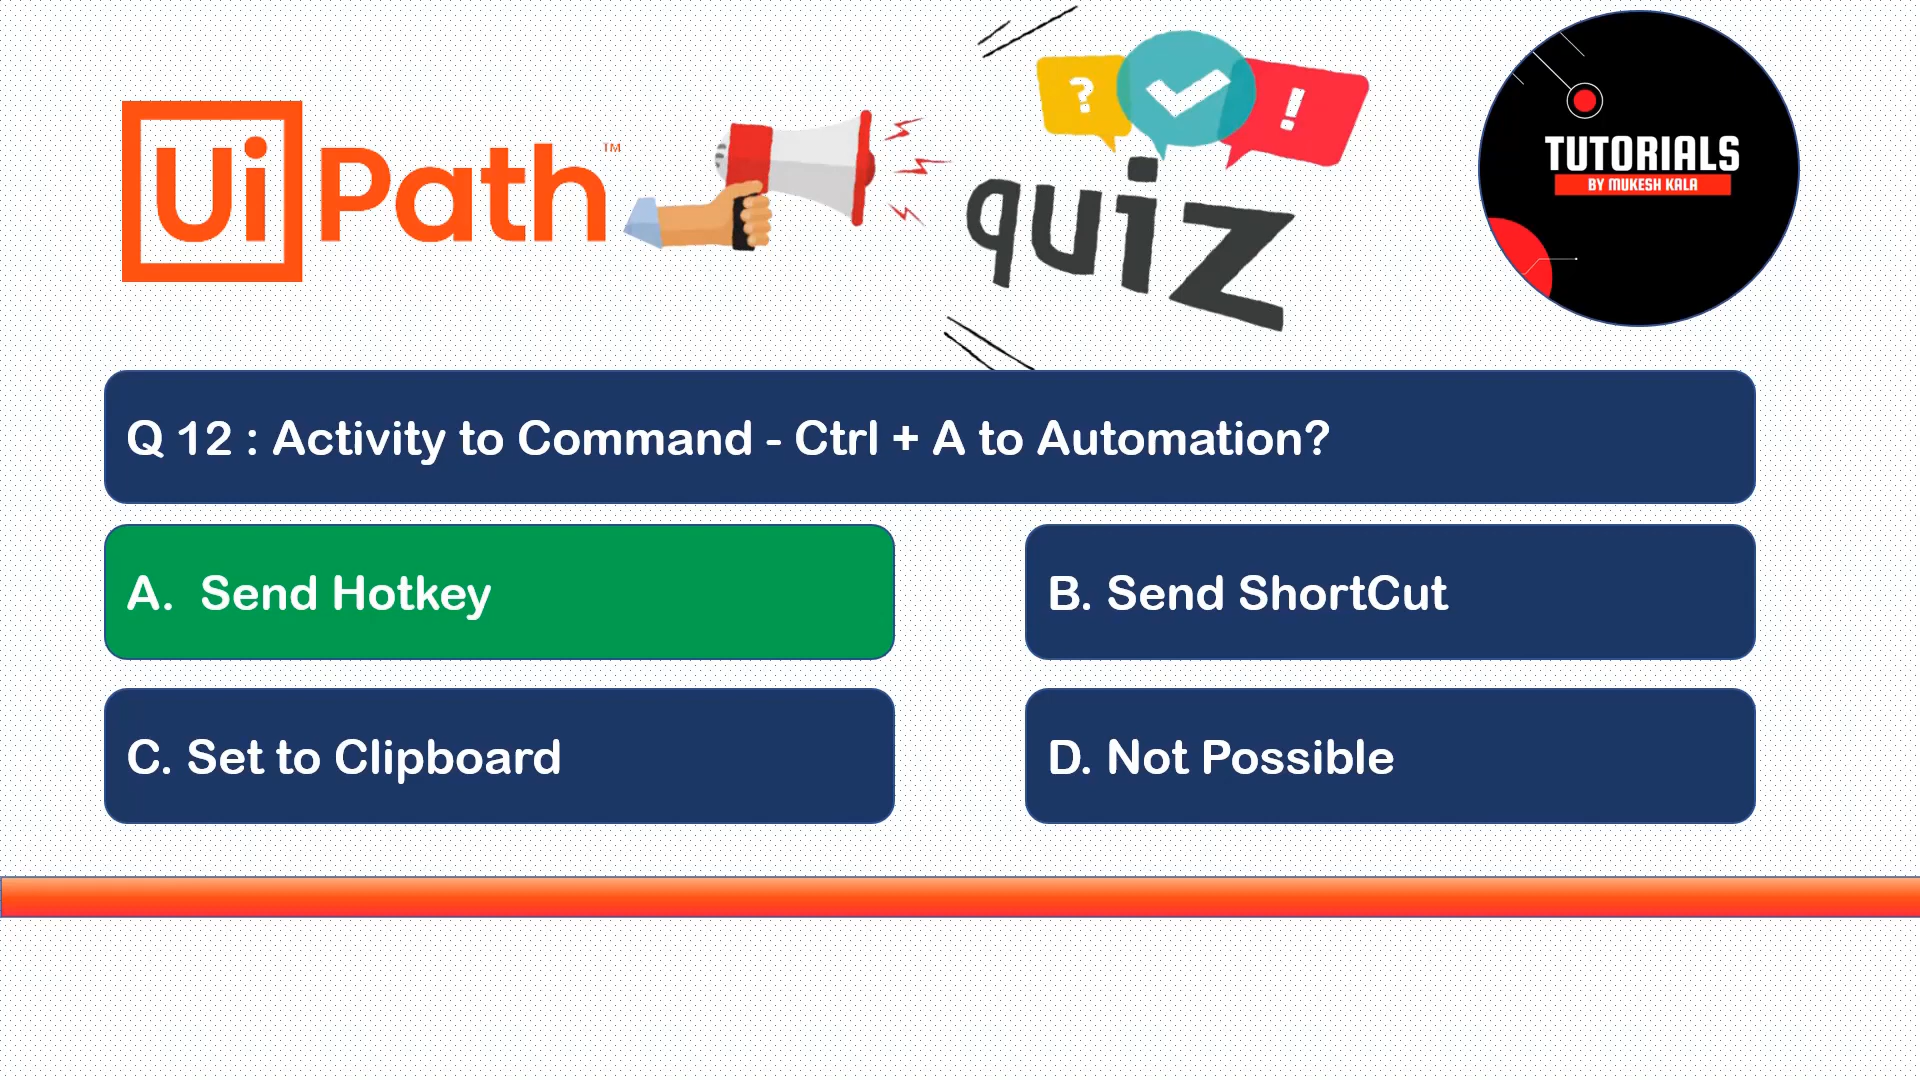 UiPath™
?
!
quiz
TUTORIALS
BY MUKESH KALA
Q 12 : Activity to Command - Ctrl + A to Automation?
A. Send Hotkey
B. Send ShortCut
C. Set to Clipboard
D. Not Possible